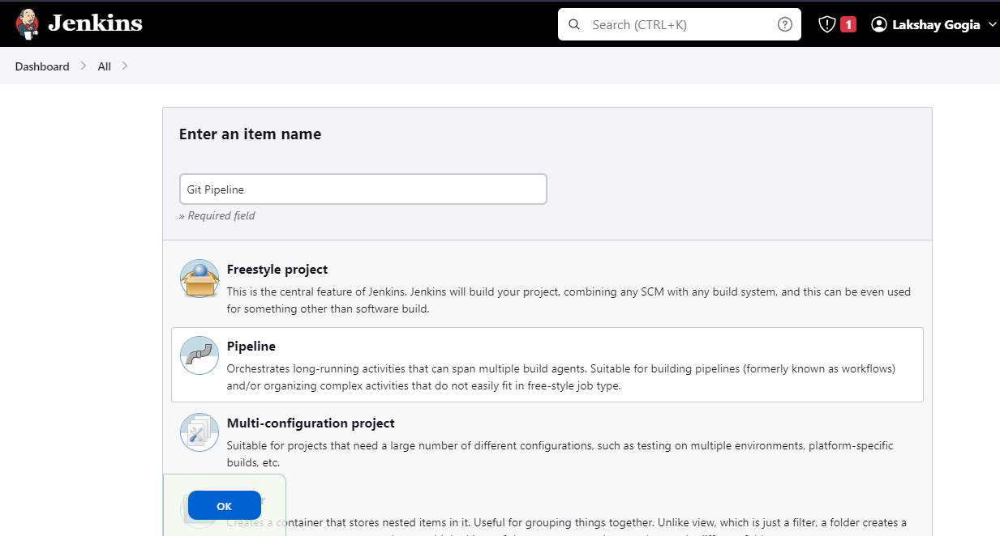 Jenkins
Search (CTRL+K)
1
Lakshay Gogia
Dashboard
All
Enter an item name
Git Pipeline
» Required field
Freestyle project
This is the central feature of Jenkins. Jenkins will build your project, combining any SCM with any build system, and this can be even used
for something other than software build.
Pipeline
Orchestrates long-running activities that can span multiple build agents. Suitable for building pipelines (formerly known as workflows)
and/or organizing complex activities that do not easily fit in free-style job type.
Multi-configuration project
Suitable for projects that need a large number of different configurations, such as testing on multiple environments, platform-specific
builds, etc.
OK
Creates a container that stores nested items in it. Useful for grouping things together. Unlike view, which is just a filter, a folder creates a